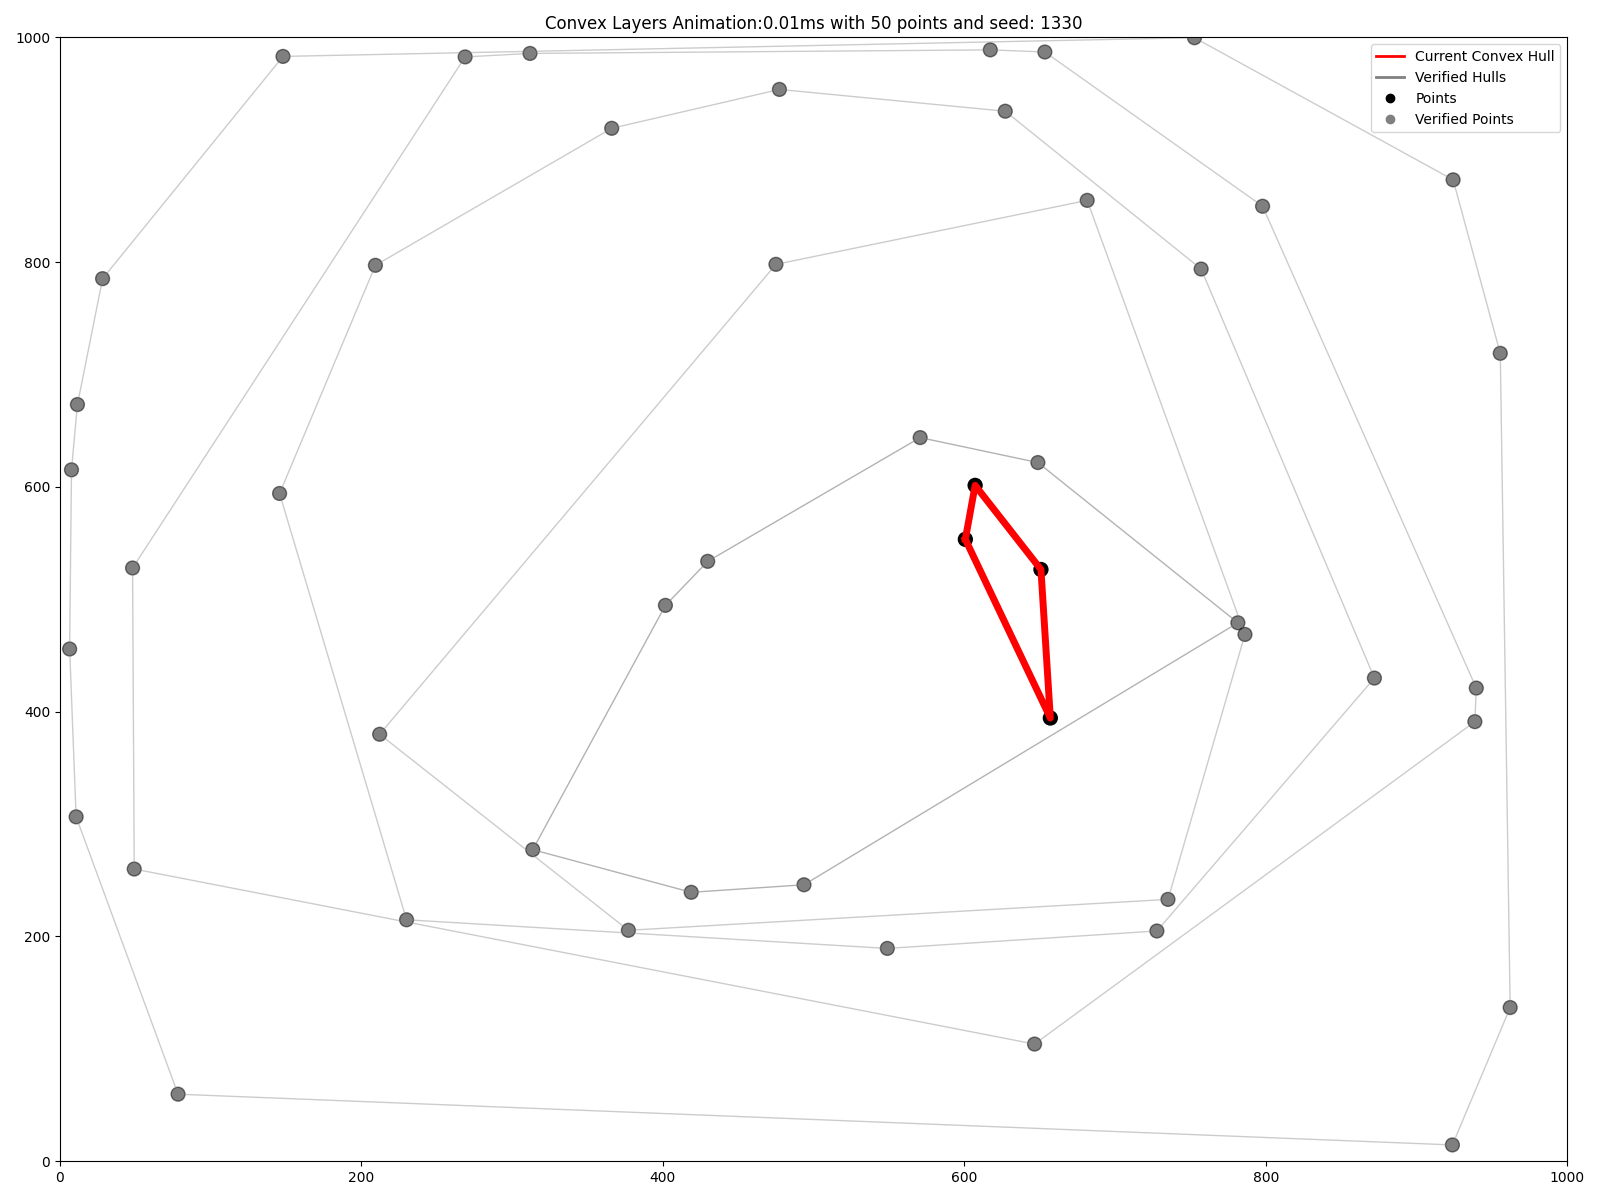 Convex Layers Animation:0.01ms with 50 points and seed: 1330
Current Convex Hull
Verified Hulls
Points
Verified Points
1000
800
600
400
200
0
0 200 400 600 800 1000